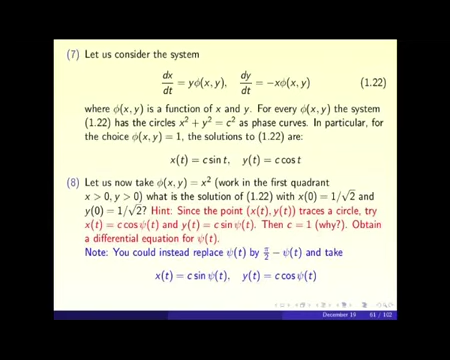 (7) Let us consider the system
dx/dt = yϕ(x, y), dy/dt = −xϕ(x, y) (1.22)
where ϕ(x, y) is a function of x and y. For every ϕ(x, y) the system
(1.22) has the circles x² + y² = c² as phase curves. In particular, for
the choice ϕ(x, y) = 1, the solutions to (1.22) are:
x(t) = c sin t, y(t) = c cos t
(8) Let us now take ϕ(x, y) = x² (work in the first quadrant
x > 0, y > 0) what is the solution of (1.22) with x(0) = 1/√2 and
y(0) = 1/√2? Hint: Since the point (x(t), y(t)) traces a circle, try
x(t) = c cos ψ(t) and y(t) = c sin ψ(t). Then c = 1 (why?). Obtain
a differential equation for ψ(t).
Note: You could instead replace ψ(t) by π/2 − ψ(t) and take
x(t) = c sin ψ(t), y(t) = c cos ψ(t)
December 19 61 / 102